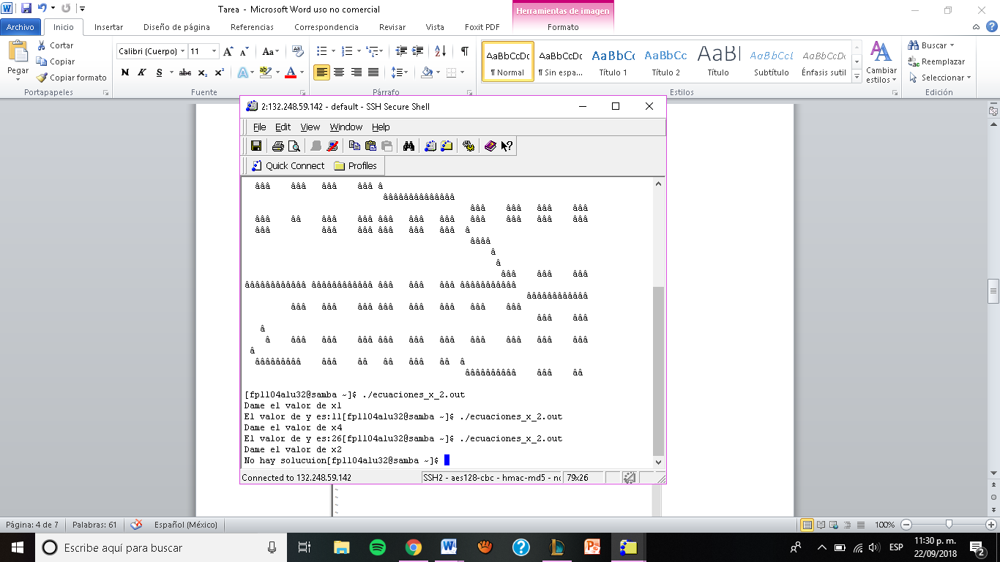 Tarea - Microsoft Word uso no comercial
Herramientas de imagen
Archivo Inicio Insertar Diseño de página Referencias Correspondencia Revisar Vista Foxit PDF Formato
Pegar
Cortar
Copiar
Copiar formato
Portapapeles
Calibri (Cuerpo) 11
N K S abc x₂ x² Aa
Fuente
Párrafo
AaBbCcDc AaBbCcDc AaBbCc AaBbCc AaBbCcL AaBbCcDc
¶ Normal ¶ Sin espa... Título 1 Título 2 Título Subtítulo Énfasis sutil
Cambiar estilos
Estilos
Buscar
Reemplazar
Seleccionar
Edición
2:132.248.59.142 - default - SSH Secure Shell
File Edit View Window Help
Quick Connect Profiles
âââ âââ âââ âââ â
ââââââââââââââ
âââ âââ âââ âââ
âââ ââ âââ âââ âââ âââ âââ âââ âââ âââ âââ
âââ âââ âââ âââ âââ âââ â
ââââ
â
â
âââ âââ âââ
ââââââââââââ ââââââââââââ âââ âââ âââ âââââââââââ
ââââââââââââ
âââ âââ âââ âââ âââ âââ âââ âââ âââ
âââ âââ
â
â âââ âââ âââ âââ âââ âââ âââ âââ âââ âââ
â
âââââââââ âââ ââ ââ âââ ââ â
ââââââââââ âââ ââ
[fp1104alu32@samba ~]$ ./ecuaciones_x_2.out
Dame el valor de x1
El valor de y es:11[fp1104alu32@samba ~]$ ./ecuaciones_x_2.out
Dame el valor de x4
El valor de y es:26[fp1104alu32@samba ~]$ ./ecuaciones_x_2.out
Dame el valor de x2
No hay solucuion[fp1104alu32@samba ~]$
Connected to 132.248.59.142 SSH2 - aes128-cbc - hmac-md5 - 79x26
Página: 4 de 7 Palabras: 61 Español (México) 100%
Escribe aquí para buscar
ESP
11:30 p. m.
22/09/2018
2